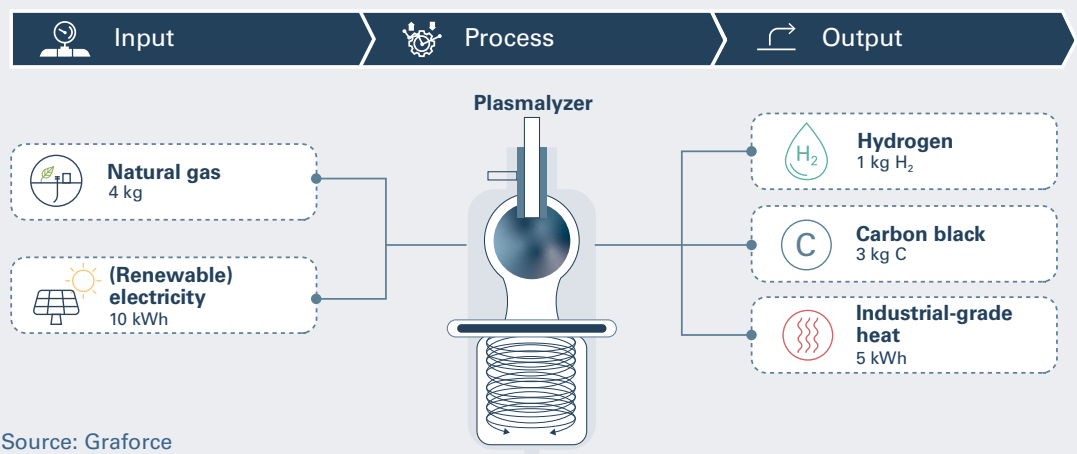 Input
Process
Output
Plasmalyzer
Natural gas
4 kg
(Renewable)
electricity
10 kWh
H₂
Hydrogen
1 kg H₂
C
Carbon black
3 kg C
Industrial-grade
heat
5 kWh
Source: Graforce